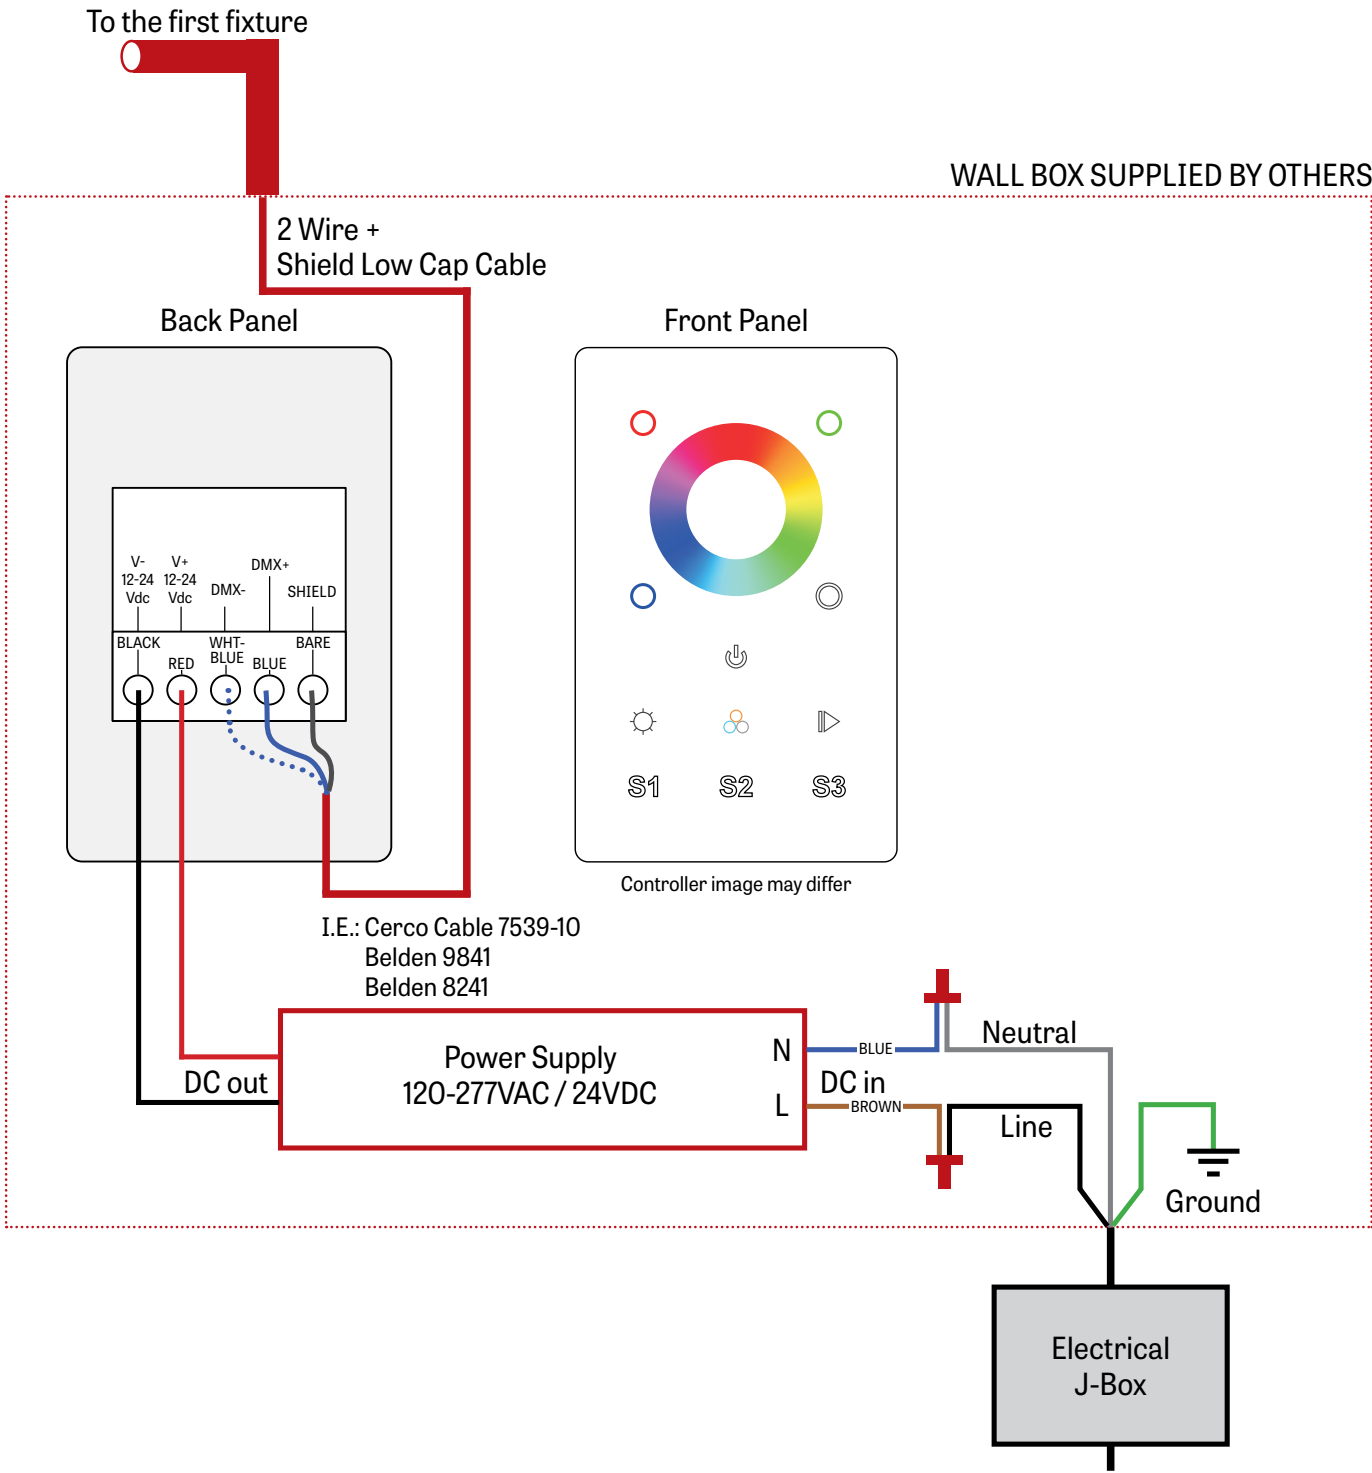 To the first fixture
WALL BOX SUPPLIED BY OTHERS
2 Wire +
Shield Low Cap Cable
Back Panel
Front Panel
V-
12-24
Vdc
V+
12-24
Vdc
DMX-
DMX+
SHIELD
BLACK
RED
WHT-
BLUE
BLUE
BARE
S1
S2
S3
Controller image may differ
I.E.: Cerco Cable 7539-10
Belden 9841
Belden 8241
Power Supply
120-277VAC / 24VDC
DC out
N
L
BLUE
DC in
BROWN
Neutral
Line
Ground
Electrical
J-Box